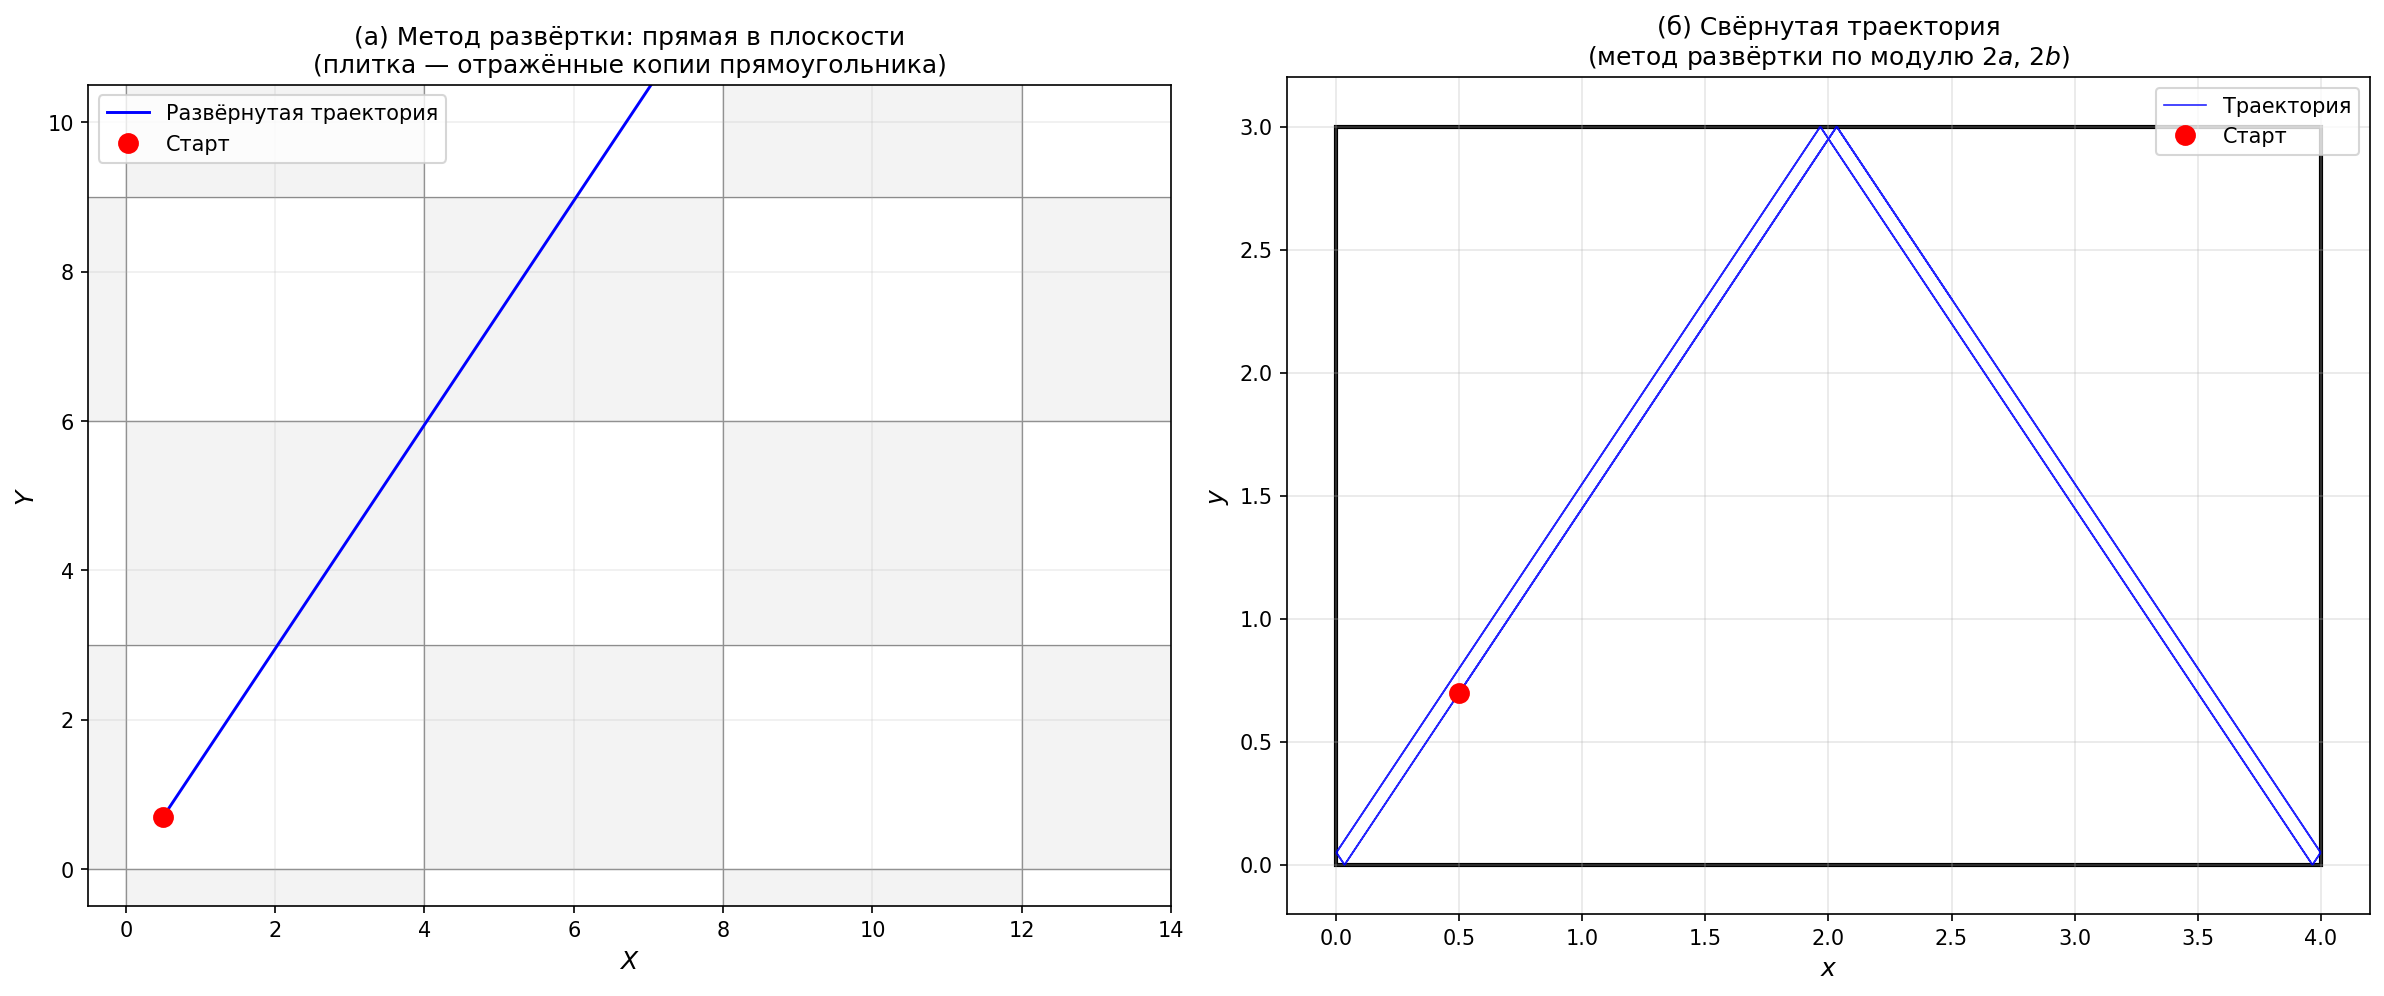 (а) Метод развёртки: прямая в плоскости
(плитка — отражённые копии прямоугольника)
Развёрнутая траектория
Старт
10
8
6
4
2
0
Y
0 2 4 6 8 10 12 14
X
(б) Свёрнутая траектория
(метод развёртки по модулю 2a, 2b)
Траектория
Старт
3.0
2.5
2.0
1.5
1.0
0.5
0.0
y
0.0 0.5 1.0 1.5 2.0 2.5 3.0 3.5 4.0
x